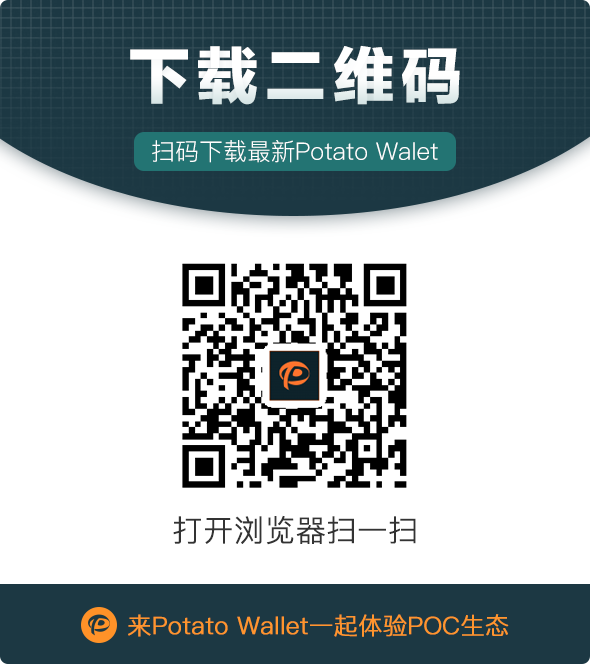 下载二维码
扫码下载最新Potato Walet
打开浏览器扫一扫
来Potato Wallet一起体验POC生态